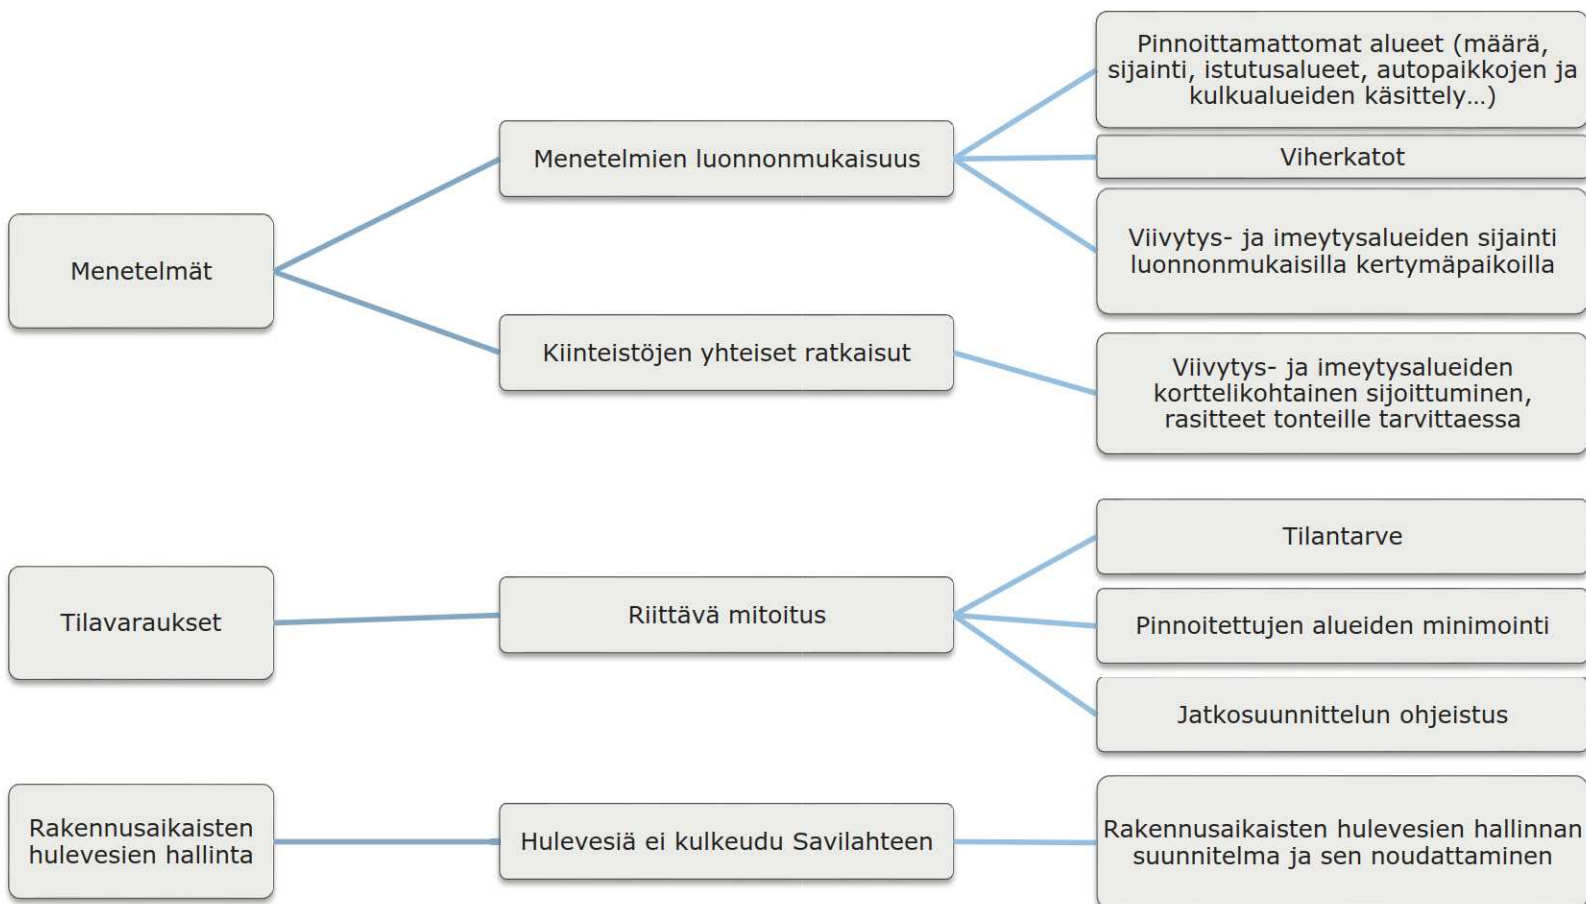 Menetelmät
Menetelmien luonnonmukaisuus
Pinnoittamattomat alueet (määrä,
sijainti, istutusalueet, autopaikkojen ja
kulkualueiden käsittely...)
Viherkatot
Viivytys- ja imeytysalueiden sijainti
luonnonmukaisilla kertymäpaikoilla
Kiinteistöjen yhteiset ratkaisut
Viivytys- ja imeytysalueiden
korttelikohtainen sijoittuminen,
rasitteet tonteille tarvittaessa
Tilavaraukset
Riittävä mitoitus
Tilantarve
Pinnoitettujen alueiden minimointi
Jatkosuunnittelun ohjeistus
Rakennusaikaisten
hulevesien hallinta
Hulevesiä ei kulkeudu Savilahteen
Rakennusaikaisten hulevesien hallinnan
suunnitelma ja sen noudattaminen